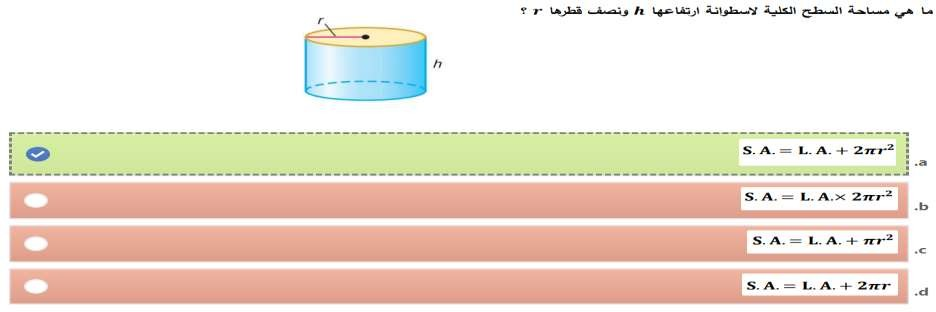 ما هي مساحة السطح الكلية لاسطوانة ارتفاعها h ونصف قطرها r ؟
r
h
S. A. = L. A. + 2πr²
.a
S. A. = L. A.× 2πr²
.b
S. A. = L. A. + πr²
.c
S. A. = L. A. + 2πr
.d